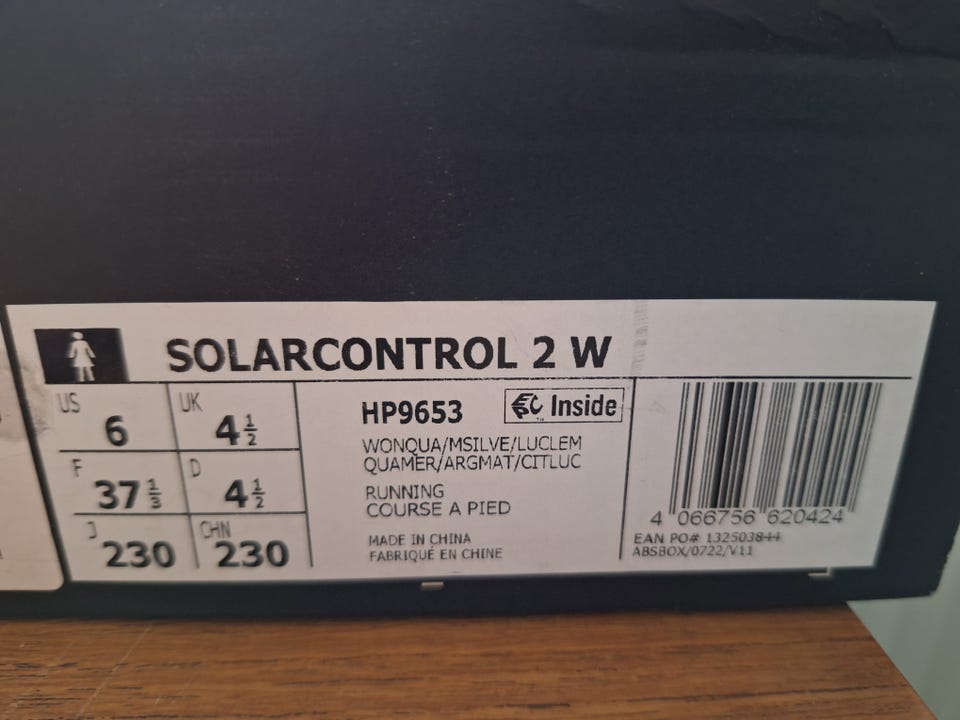 SOLARCONTROL 2 W
US 6 UK 4½
F 37⅓ D 4½
J 230 CHN 230
HP9653 EPC Inside
WONQUA/MSILVE/LUCLEM
QUAMER/ARGMAT/CITLUC
RUNNING
COURSE A PIED
MADE IN CHINA
FABRIQUÉ EN CHINE
4 066756 620424
EAN PO# 132503844
ABSBOX/0722/V11